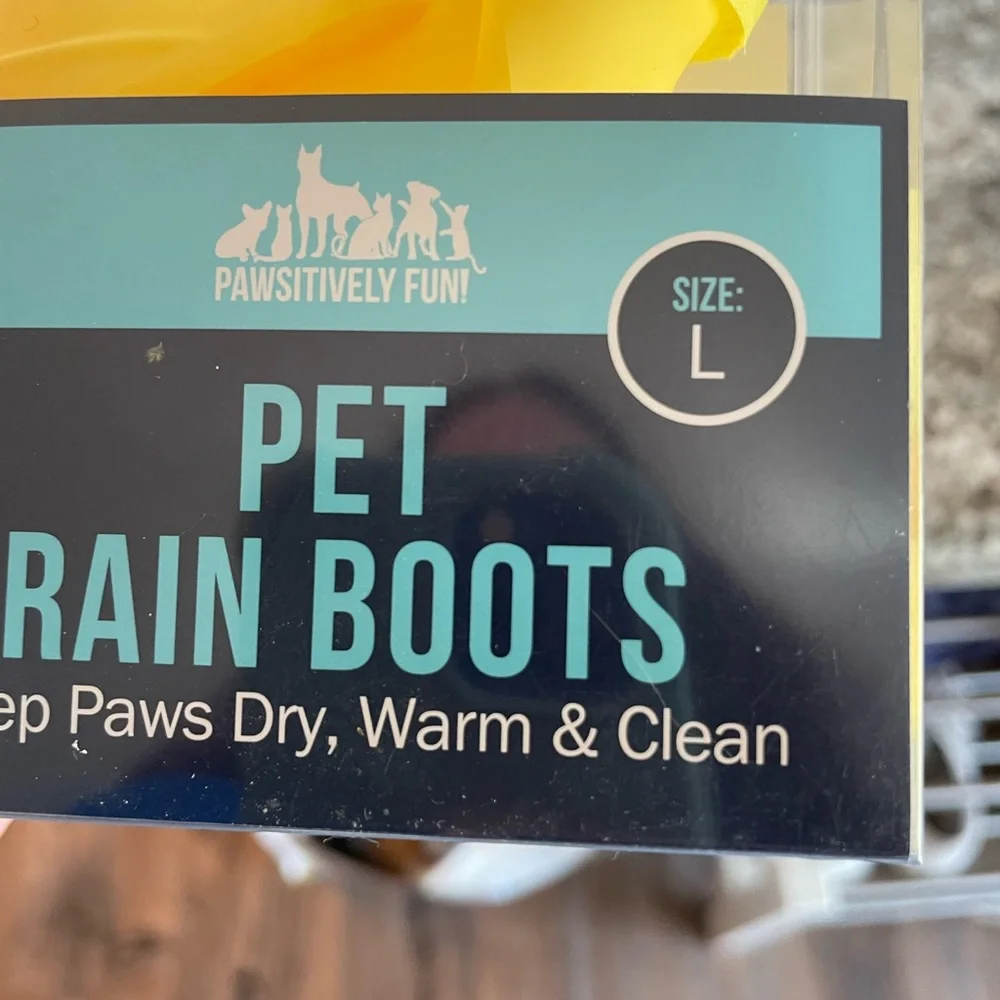 PAWSITIVELY FUN!
SIZE:
L
PET
RAIN BOOTS
ep Paws Dry, Warm & Clean